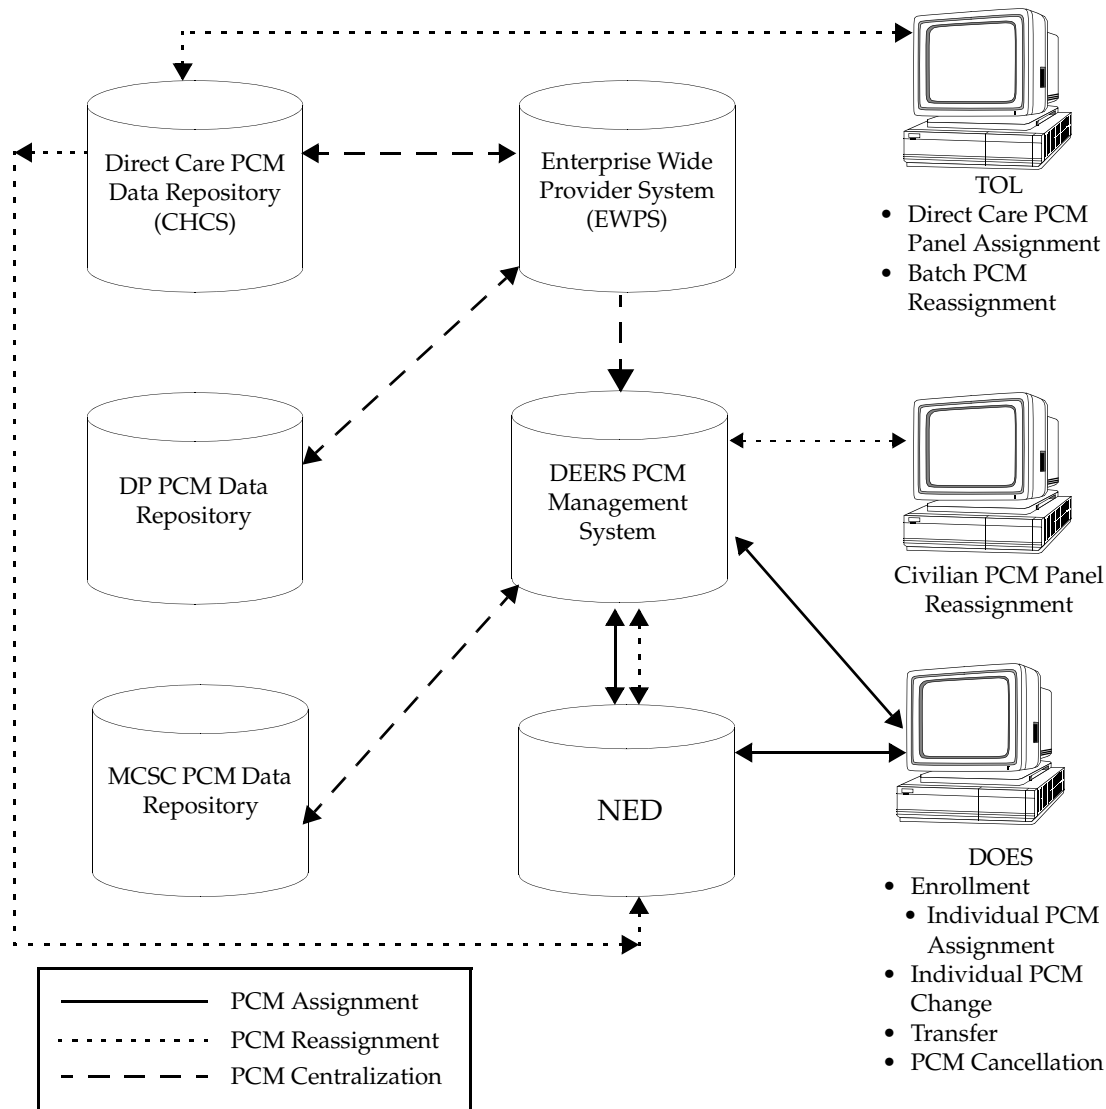 Direct Care PCM
Data Repository
(CHCS)
Enterprise Wide
Provider System
(EWPS)
TOL
• Direct Care PCM
Panel Assignment
• Batch PCM
Reassignment
DP PCM Data
Repository
DEERS PCM
Management
System
Civilian PCM Panel
Reassignment
MCSC PCM Data
Repository
NED
DOES
• Enrollment
• Individual PCM
Assignment
• Individual PCM
Change
• Transfer
• PCM Cancellation
PCM Assignment
PCM Reassignment
PCM Centralization